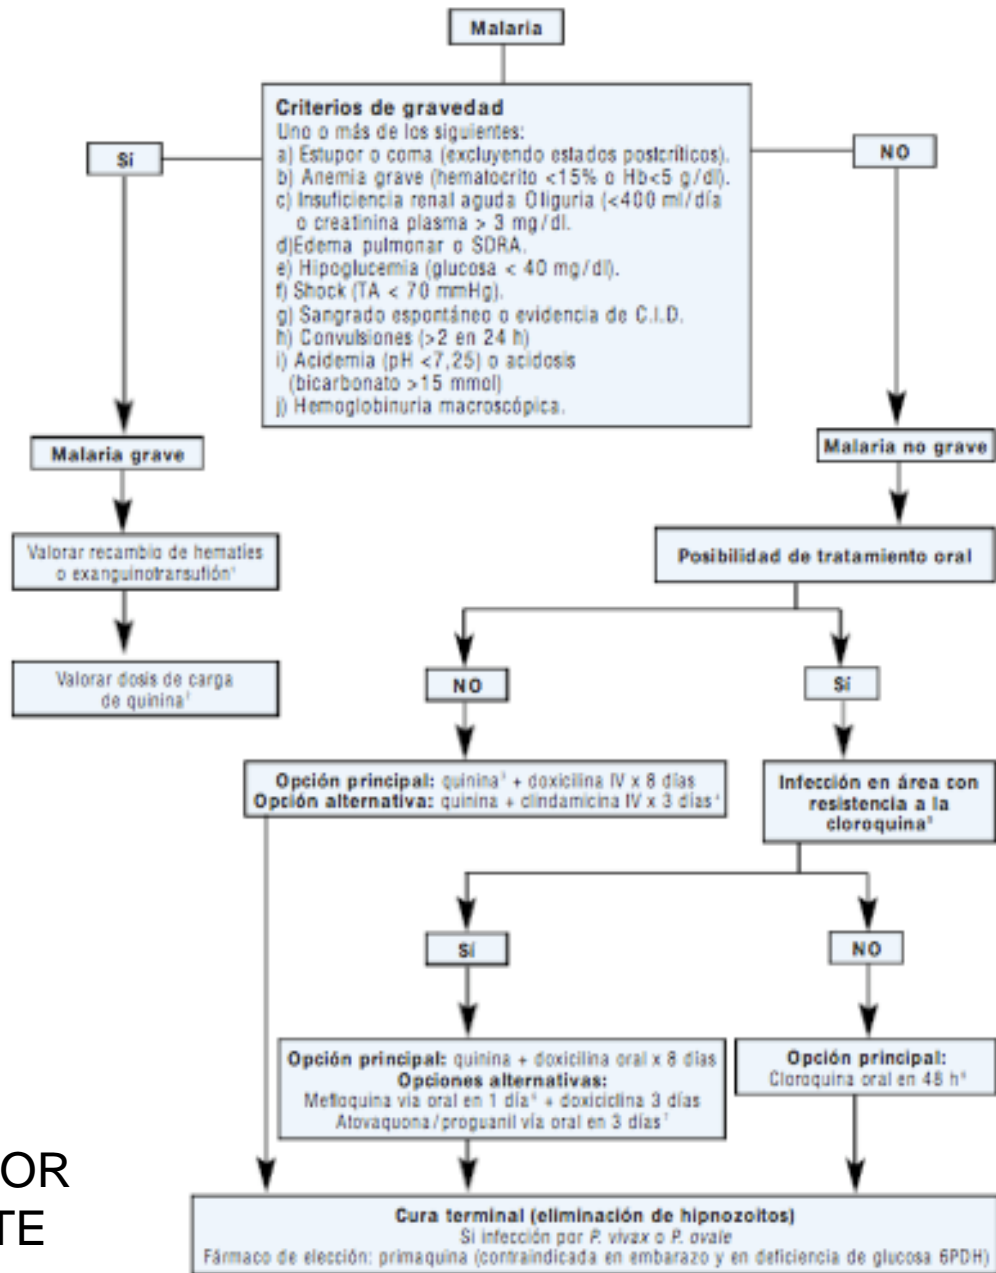 Malaria
Criterios de gravedad
Uno o más de los siguientes:
a) Estupor o coma (excluyendo estados postcríticos).
b) Anemia grave (hematocrito <15% o Hb<5 g/dl).
c) Insuficiencia renal aguda Oliguria (<400 ml/día
o creatinina plasma > 3 mg/dl.
d)Edema pulmonar o SDRA.
e) Hipoglucemia (glucosa < 40 mg/dl).
f) Shock (TA < 70 mmHg).
g) Sangrado espontáneo o evidencia de C.I.D.
h) Convulsiones (>2 en 24 h)
i) Acidemia (pH <7,25) o acidosis
(bicarbonato >15 mmol)
j) Hemoglobinuria macroscópica.
Sí
NO
Malaria grave
Malaria no grave
Valorar recambio de hematíes
o exanguinotransufión
Posibilidad de tratamiento oral
Valorar dosis de carga
de quinina
NO
Sí
Opción principal: quinina + doxicilina IV x 8 días
Opción alternativa: quinina + clindamicina IV x 3 días
Infección en área con
resistencia a la
cloroquina
Sí
NO
Opción principal: quinina + doxicilina oral x 8 días
Opciones alternativas:
Mefloquina vía oral en 1 día + doxiciclina 3 días
Atovaquona/proguanil vía oral en 3 días
Opción principal:
Cloroquina oral en 48 h
OR
TE
Cura terminal (eliminación de hipnozoitos)
Si infección por P. vivax o P. ovale
Fármaco de elección: primaquina (contraindicada en embarazo y en deficiencia de glucosa 6PDH)